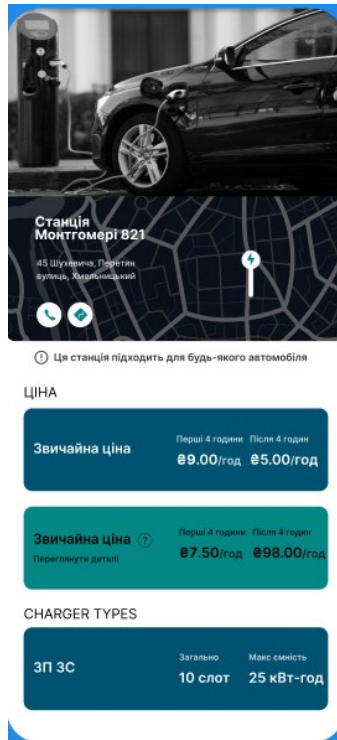 Станція
Монтгомері 821
45 Шухевича, Перетин
вулиць, Хмельницький
Ця станція підходить для будь-якого автомобіля
ЦІНА
Звичайна ціна
Перші 4 години Після 4 годин
₴9.00/год ₴5.00/год
Звичайна ціна ?
Переглянути деталі
Перші 4 години Після 4 годин
₴7.50/год ₴98.00/год
CHARGER TYPES
ЗП ЗС
Загально Макс ємність
10 слот 25 кВт-год